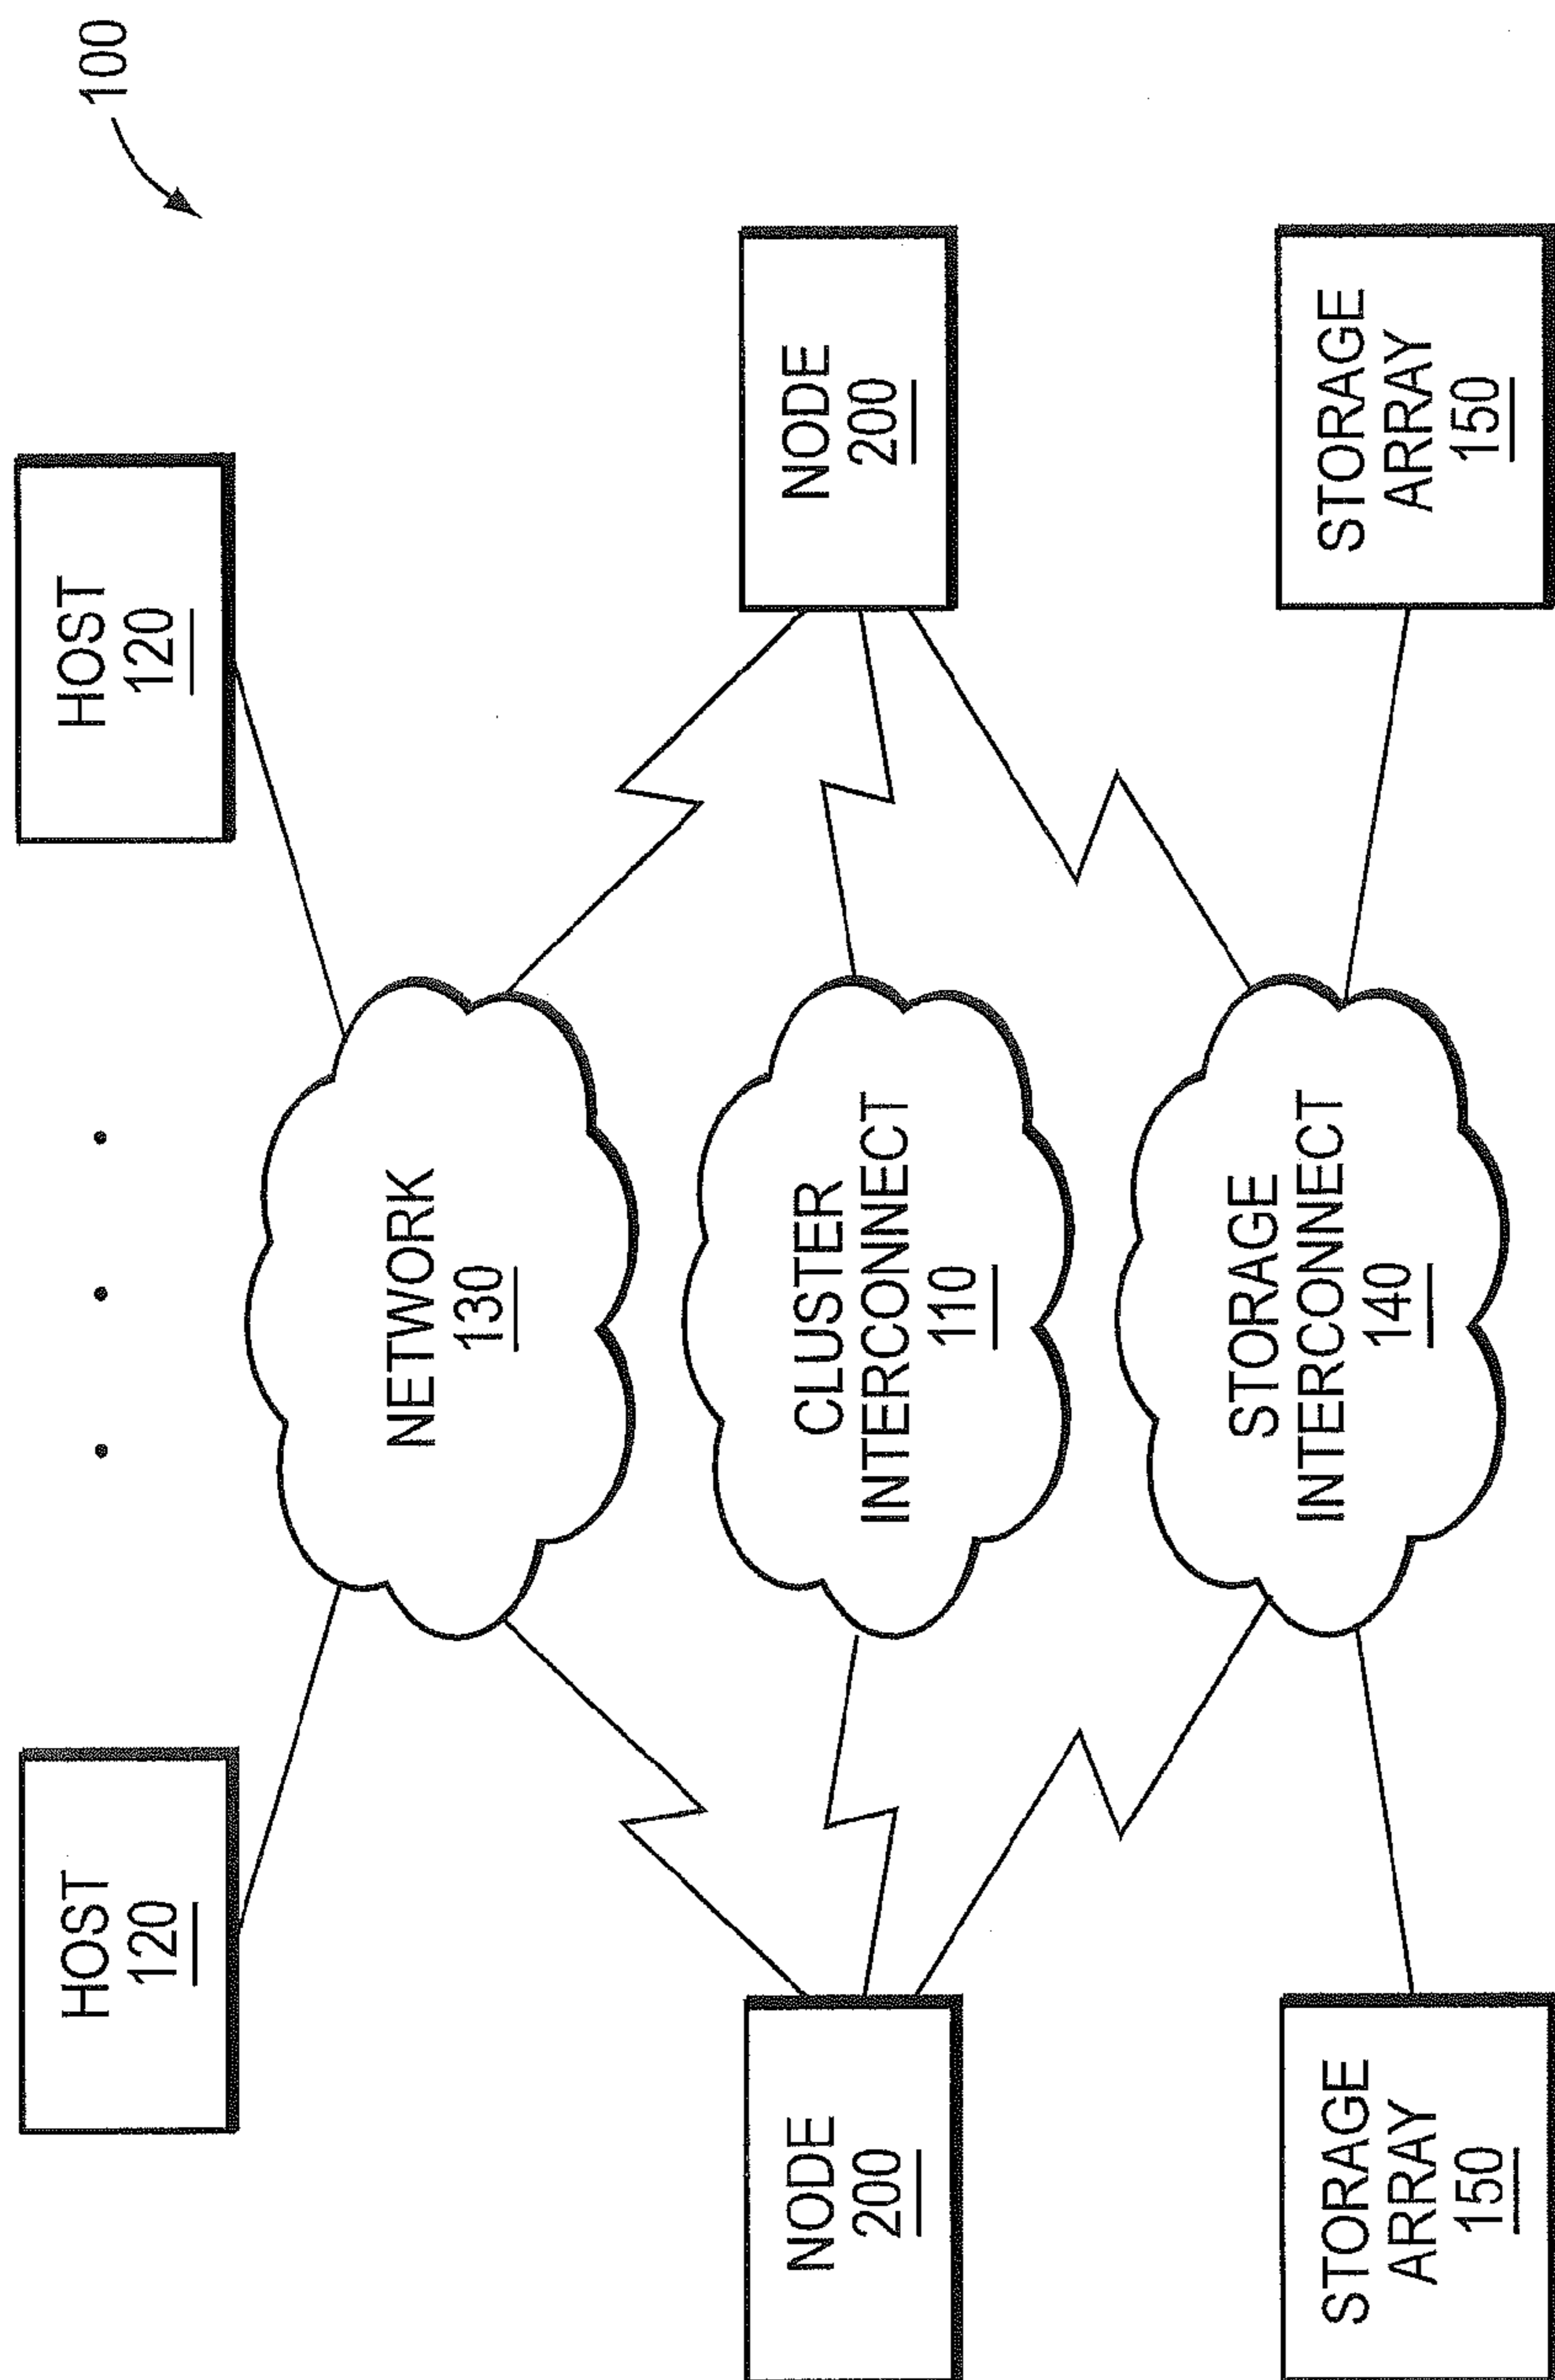 100
HOST
120
. . .
HOST
120
NETWORK
130
NODE
200
CLUSTER
INTERCONNECT
110
NODE
200
STORAGE
INTERCONNECT
140
STORAGE
ARRAY
150
STORAGE
ARRAY
150